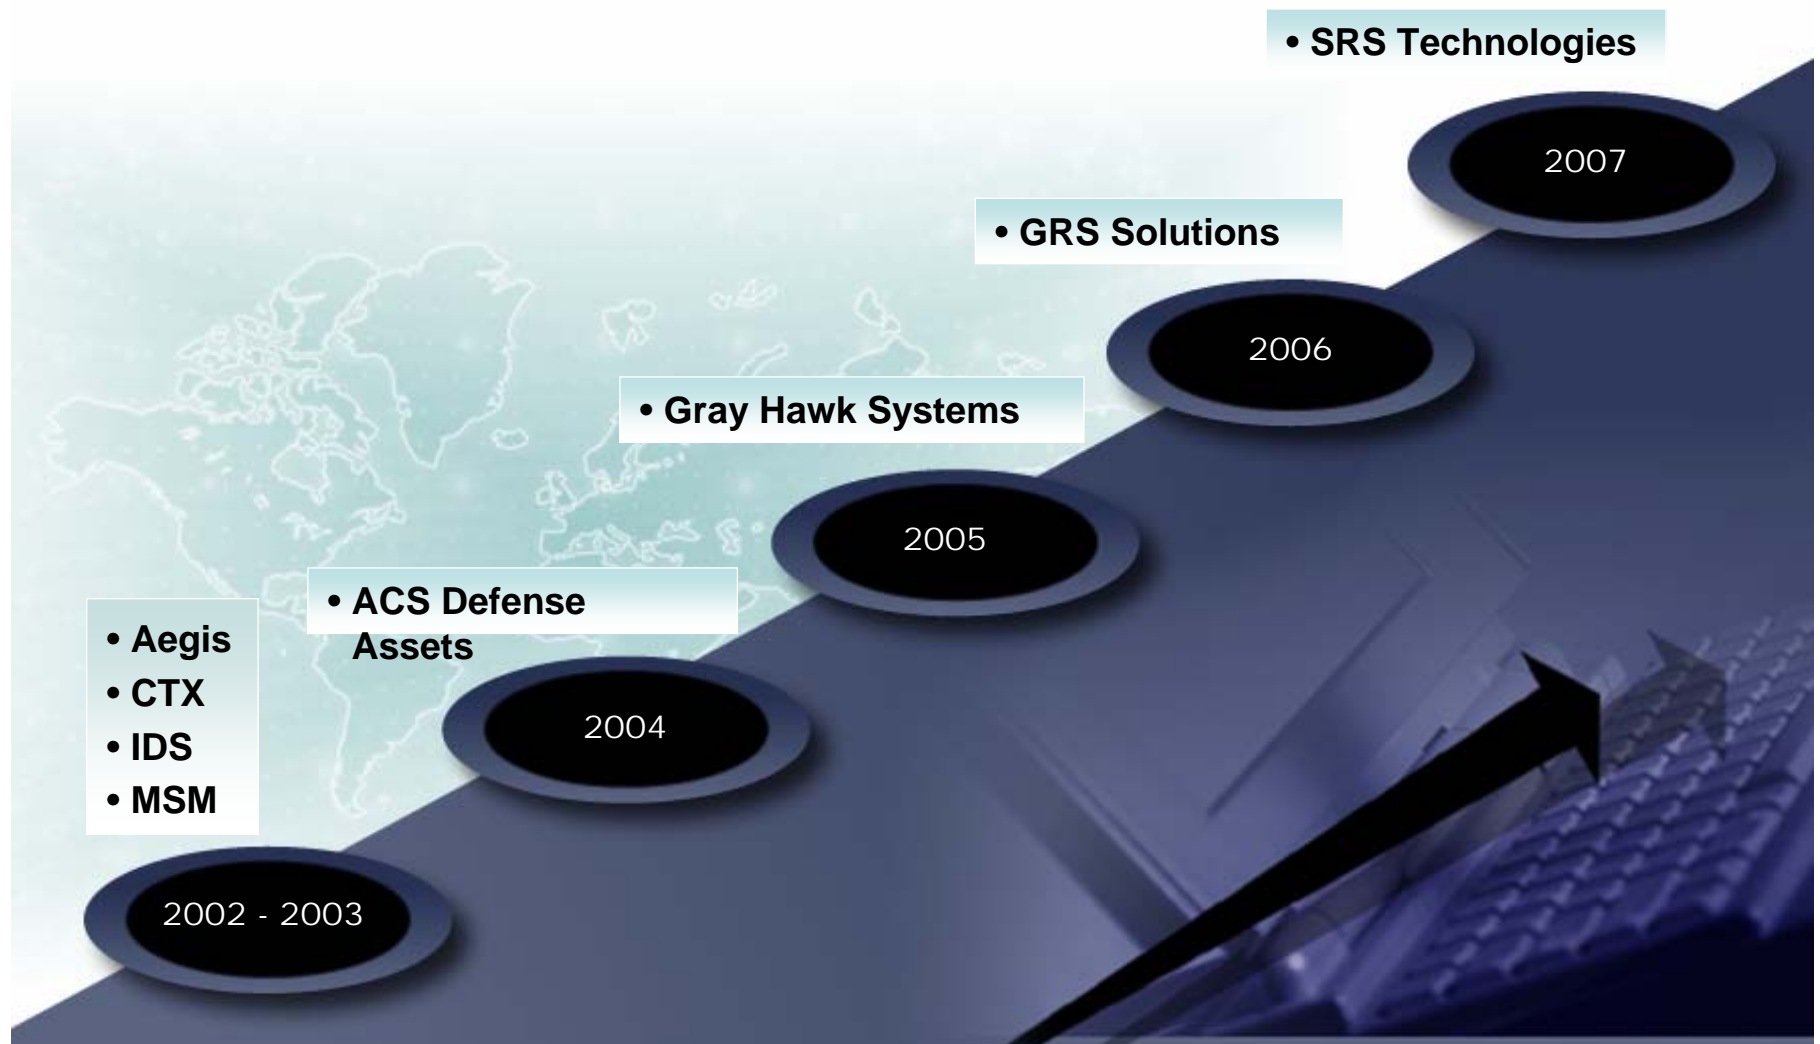 • SRS Technologies
2007
• GRS Solutions
2006
• Gray Hawk Systems
2005
• ACS Defense
Assets
2004
• Aegis
• CTX
• IDS
• MSM
2002 - 2003